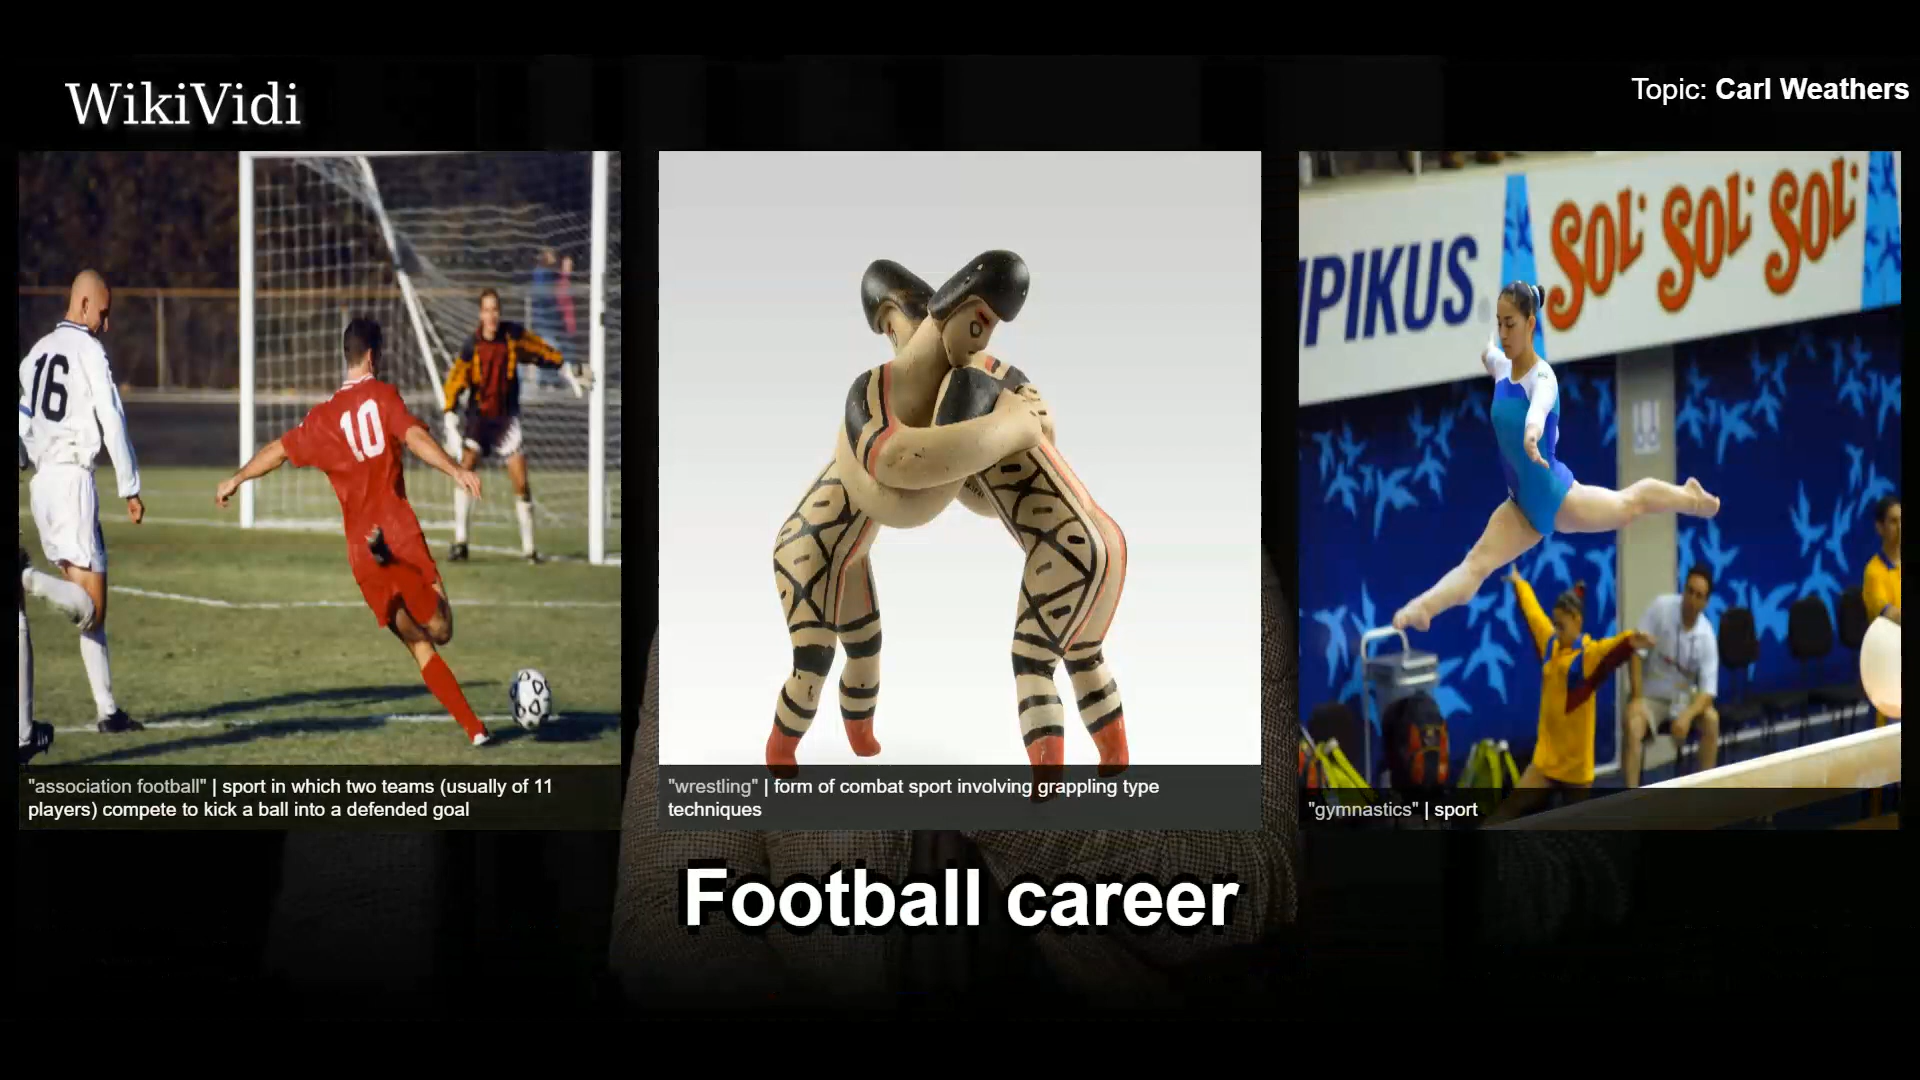 WikiVidi
Topic: Carl Weathers
16
10
PIKUS
SOL SOL SOL
"association football" | sport in which two teams (usually of 11
players) compete to kick a ball into a defended goal
"wrestling" | form of combat sport involving grappling type
techniques
"gymnastics" | sport
Football career